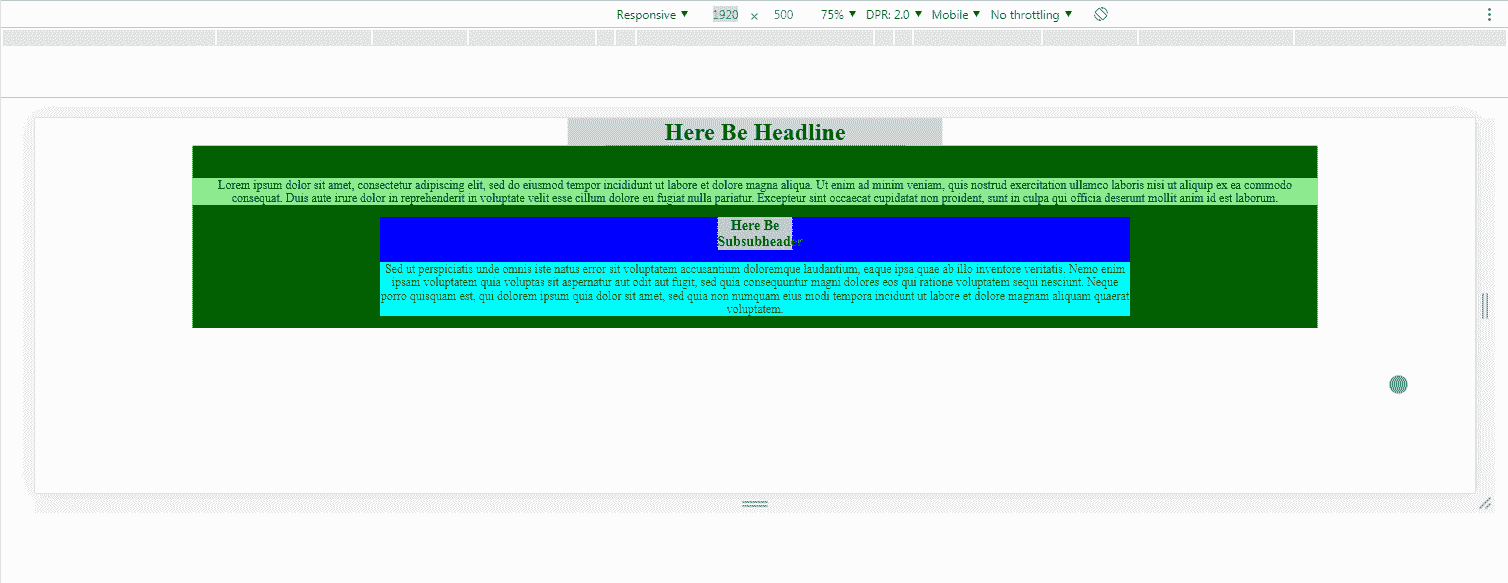 Responsive ▼ 1920 × 500 75% ▼ DPR: 2.0 ▼ Mobile ▼ No throttling ▼
Here Be Headline
Lorem ipsum dolor sit amet, consectetur adipiscing elit, sed do eiusmod tempor incididunt ut labore et dolore magna aliqua. Ut enim ad minim veniam, quis nostrud exercitation ullamco laboris nisi ut aliquip ex ea commodo
consequat. Duis aute irure dolor in reprehenderit in voluptate velit esse cillum dolore eu fugiat nulla pariatur. Excepteur sint occaecat cupidatat non proident, sunt in culpa qui officia deserunt mollit anim id est laborum.
Here Be
Subsubheader
Sed ut perspiciatis unde omnis iste natus error sit voluptatem accusantium doloremque laudantium, eaque ipsa quae ab illo inventore veritatis. Nemo enim
ipsam voluptatem quia voluptas sit aspernatur aut odit aut fugit, sed quia consequuntur magni dolores eos qui ratione voluptatem sequi nesciunt. Neque
porro quisquam est, qui dolorem ipsum quia dolor sit amet, sed quia non numquam eius modi tempora incidunt ut labore et dolore magnam aliquam quaerat
voluptatem.